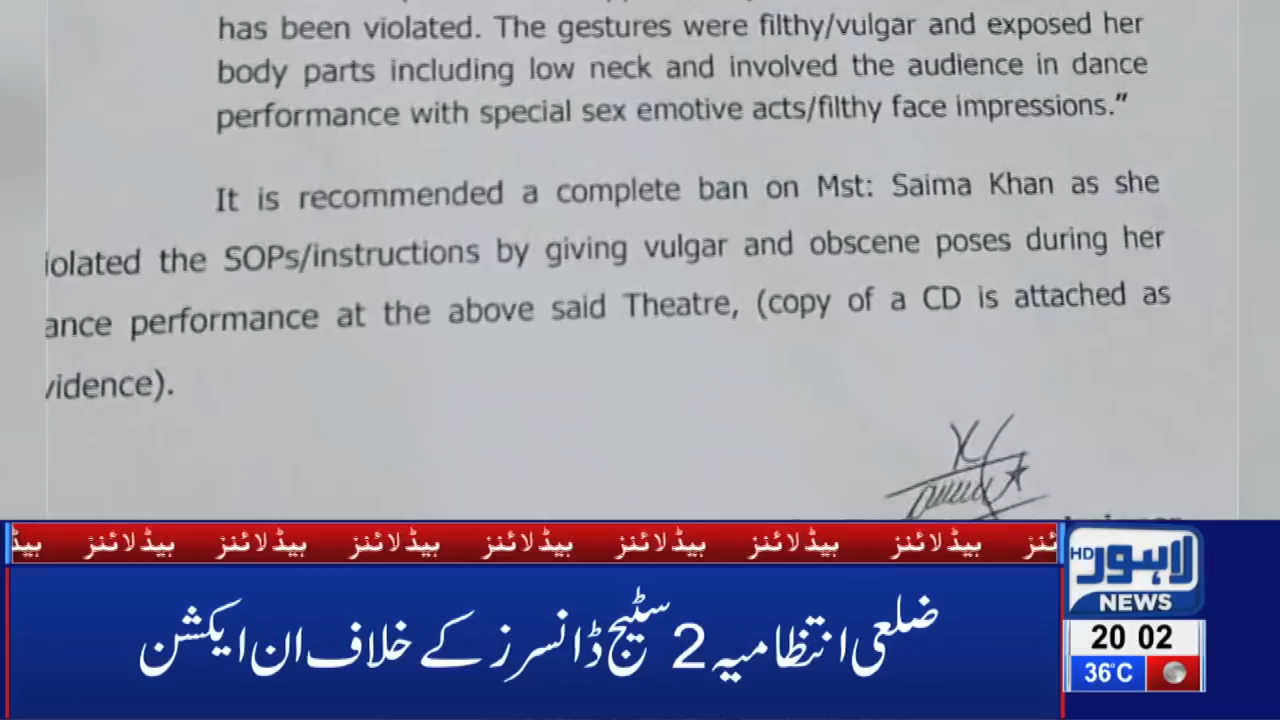 has been violated. The gestures were filthy/vulgar and exposed her
body parts including low neck and involved the audience in dance
performance with special sex emotive acts/filthy face impressions."
It is recommended a complete ban on Mst: Saima Khan as she
iolated the SOPs/instructions by giving vulgar and obscene poses during her
ance performance at the above said Theatre, (copy of a CD is attached as
vidence).
ہیڈلائنز ہیڈلائنز ہیڈلائنز ہیڈلائنز ہیڈلائنز ہیڈلائنز ہیڈلائنز
HD لاہور
NEWS
ضلعی انتظامیہ 2 سٹیج ڈانسرز کے خلاف ان ایکشن
20 02
36°C